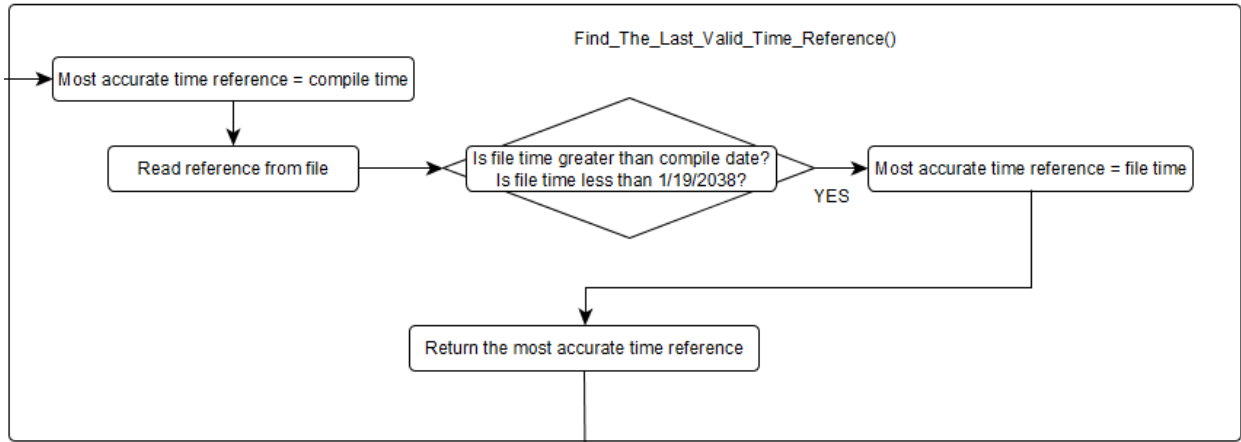 Find_The_Last_Valid_Time_Reference()
Most accurate time reference = compile time
Read reference from file
Is file time greater than compile date?
Is file time less than 1/19/2038?
YES
Most accurate time reference = file time
Return the most accurate time reference